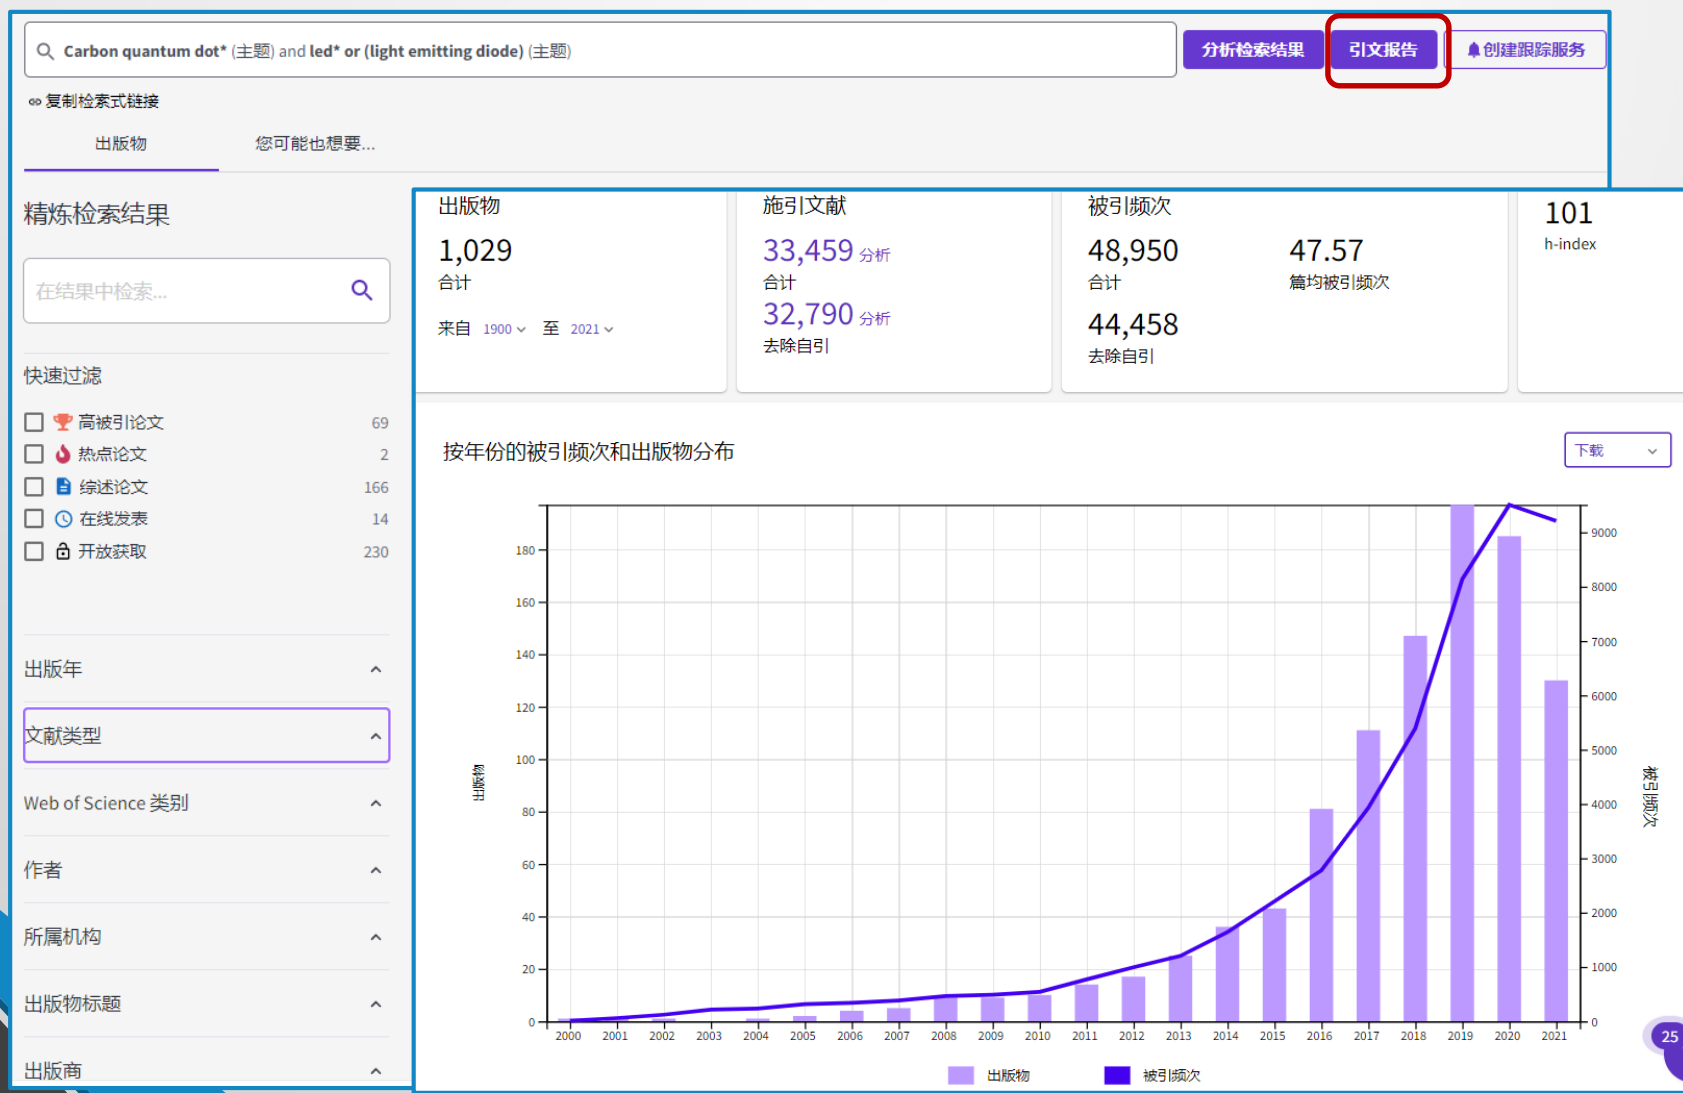 Carbon quantum dot* (主题) and led* or (light emitting diode) (主题)
分析检索结果
引文报告
创建跟踪服务
复制检索式链接
出版物
您可能也想要...
精炼检索结果
在结果中检索...
快速过滤
高被引论文 69
热点论文 2
综述论文 166
在线发表 14
开放获取 230
出版年
文献类型
Web of Science 类别
作者
所属机构
出版物标题
出版商
出版物
1,029
合计
来自 1900 至 2021
施引文献
33,459 分析
合计
32,790 分析
去除自引
被引频次
48,950
合计
44,458
去除自引
47.57
篇均被引频次
101
h-index
按年份的被引频次和出版物分布
下载
出版物
180
160
140
120
100
80
60
40
20
0
9000
8000
7000
6000
5000
4000
3000
2000
1000
0
被引频次
2000 2001 2002 2003 2004 2005 2006 2007 2008 2009 2010 2011 2012 2013 2014 2015 2016 2017 2018 2019 2020 2021
出版物 被引频次
25